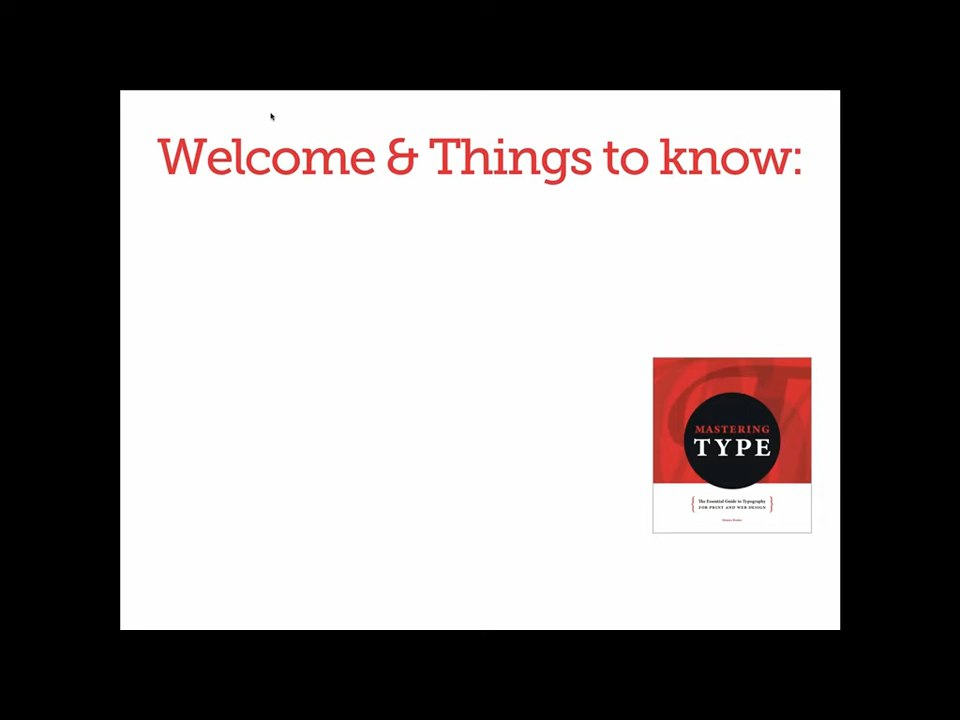 Welcome & Things to know:
MASTERING
TYPE
{ The Essential Guide to Typography
FOR PRINT AND WEB DESIGN }